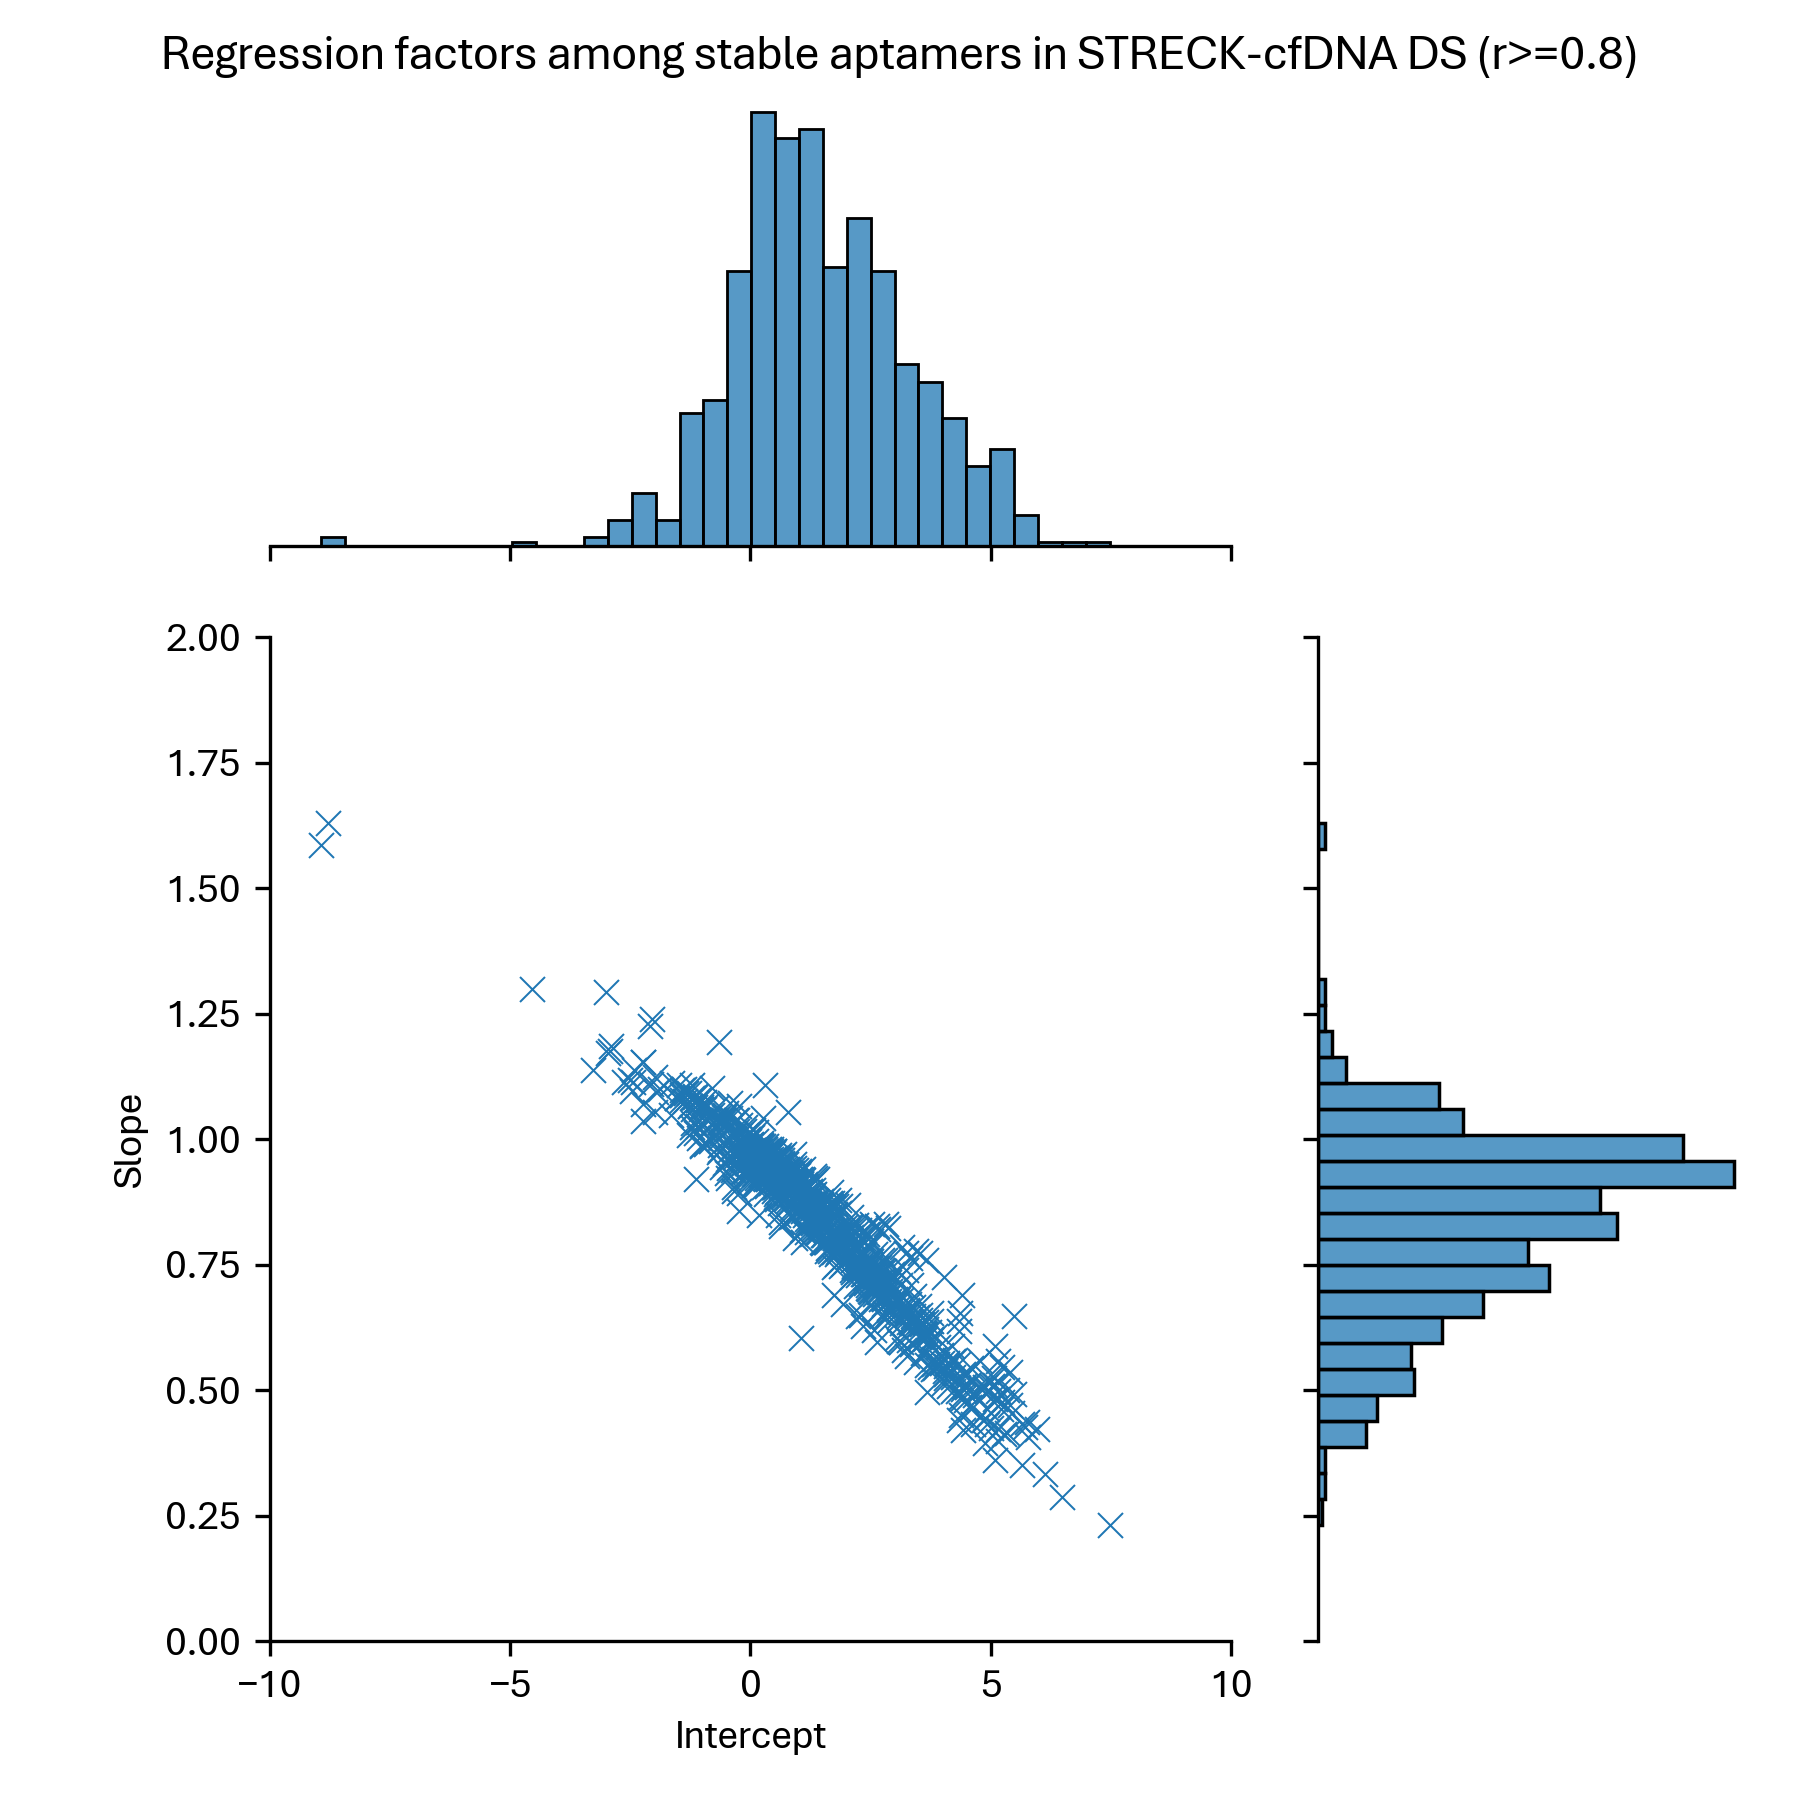 Regression factors among stable aptamers in STRECK-cfDNA DS (r>=0.8)
2.00
1.75
1.50
1.25
1.00
0.75
0.50
0.25
0.00
Slope
−10 −5 0 5 10
Intercept